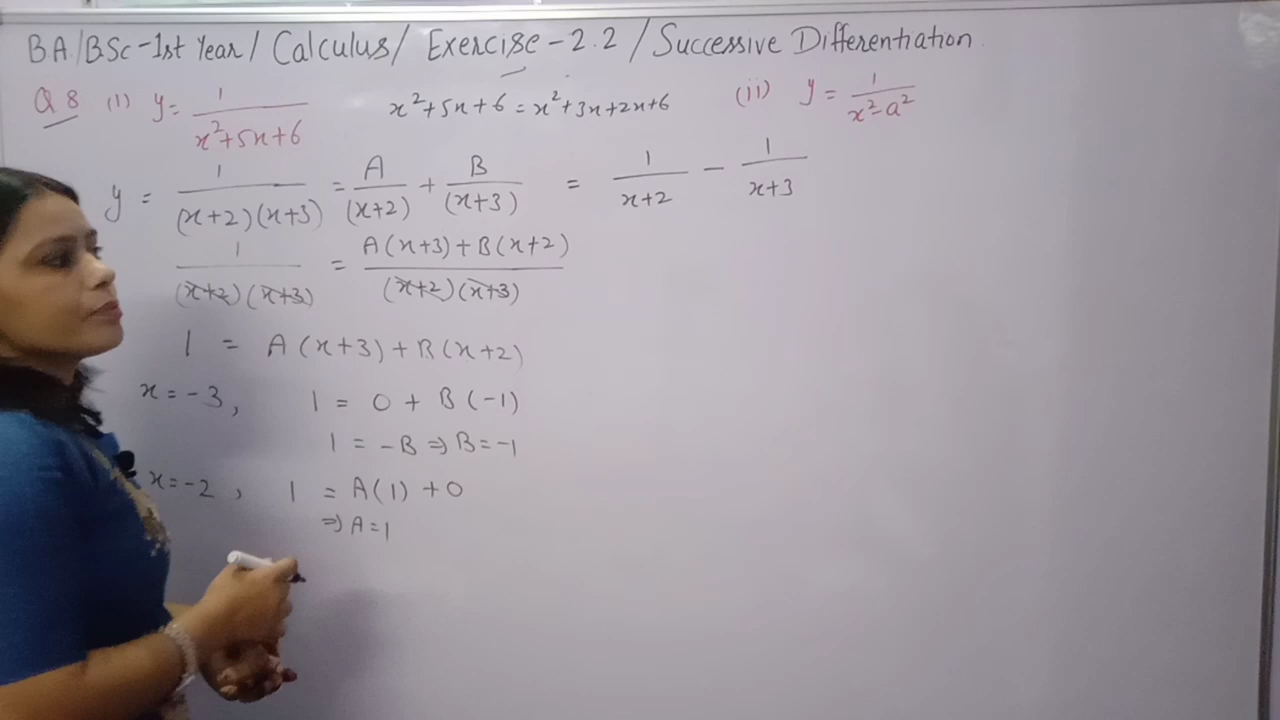 BA/BSc-1st Year/ Calculus/ Exercise-2.2 / Successive Differentiation
Q8 (i) y = 1/(x²+5x+6) x²+5x+6 = x²+3x+2x+6 (ii) y = 1/(x²-a²)
y = 1/((x+2)(x+3)) = A/(x+2) + B/(x+3) = 1/(x+2) - 1/(x+3)
1/((x+2)(x+3)) = (A(x+3)+B(x+2))/((x+2)(x+3))
1 = A(x+3)+B(x+2)
x=-3, 1 = 0 + B(-1)
1 = -B ⇒ B=-1
x=-2, 1 = A(1) +0
⇒ A=1